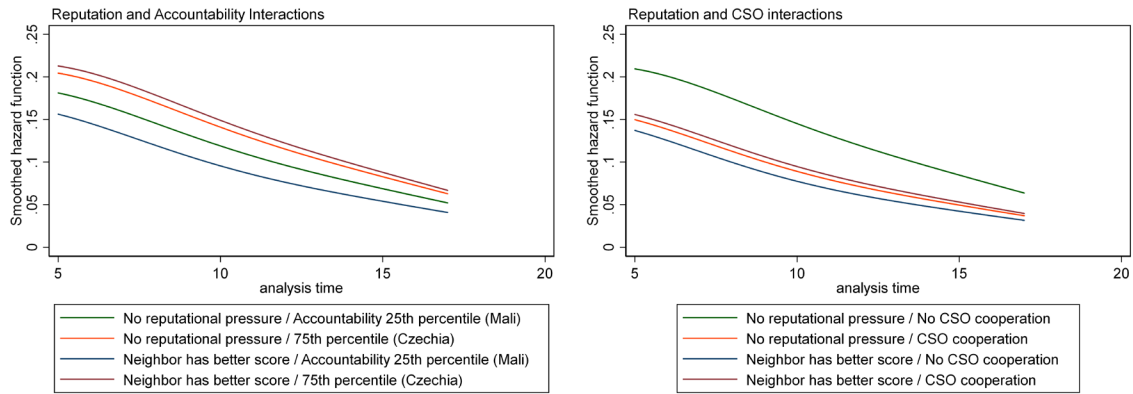 Reputation and Accountability Interactions
Smoothed hazard function
.25
.2
.15
.1
.05
0
5
10
15
20
analysis time
No reputational pressure / Accountability 25th percentile (Mali)
No reputational pressure / 75th percentile (Czechia)
Neighbor has better score / Accountability 25th percentile (Mali)
Neighbor has better score / 75th percentile (Czechia)
Reputation and CSO interactions
Smoothed hazard function
.25
.2
.15
.1
.05
0
5
10
15
20
analysis time
No reputational pressure / No CSO cooperation
No reputational pressure / CSO cooperation
Neighbor has better score / No CSO cooperation
Neighbor has better score / CSO cooperation